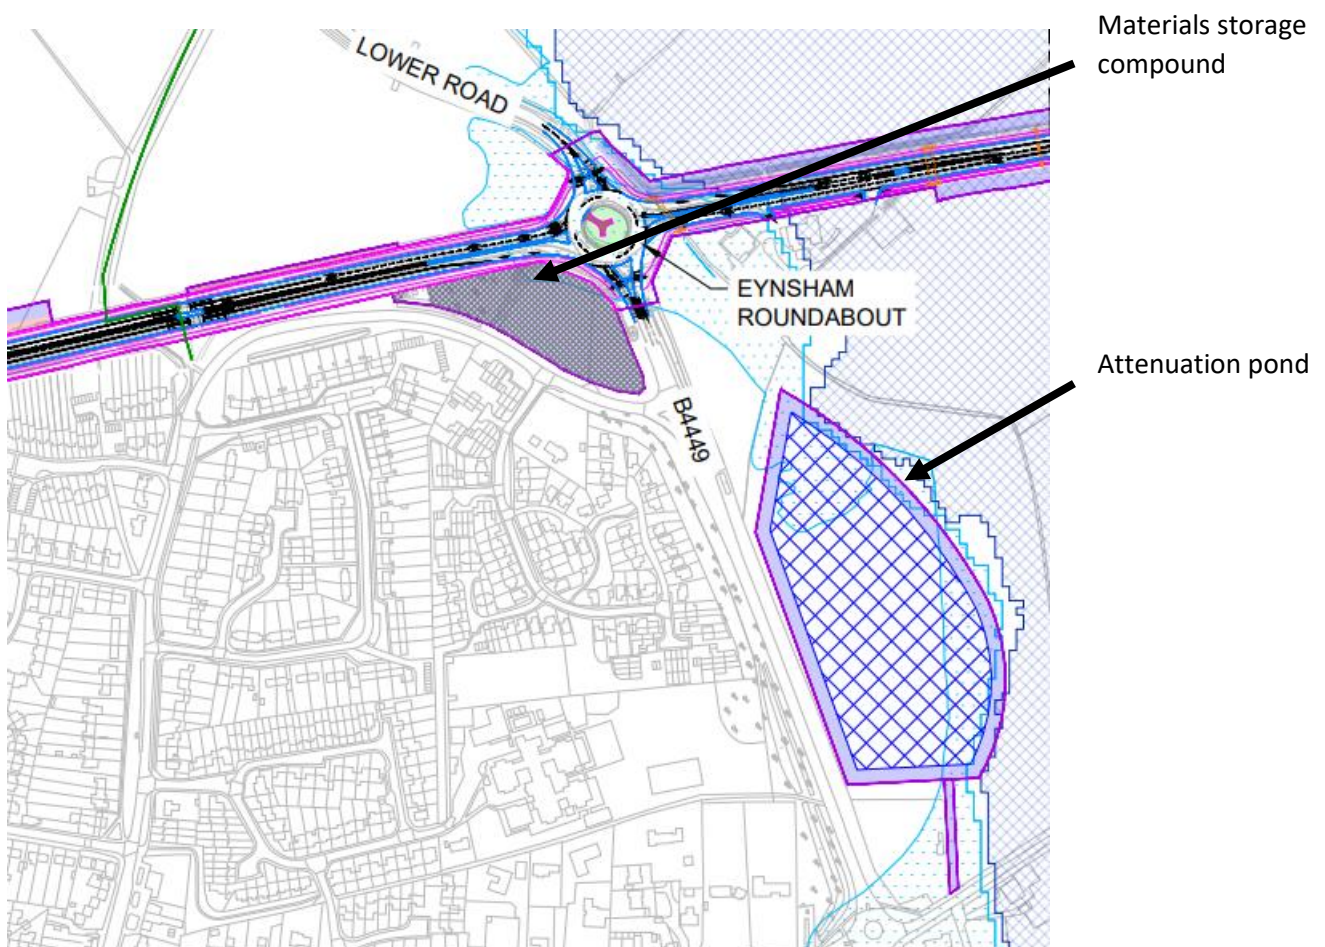 Materials storage
compound
LOWER ROAD
EYNSHAM
ROUNDABOUT
Attenuation pond
B4449